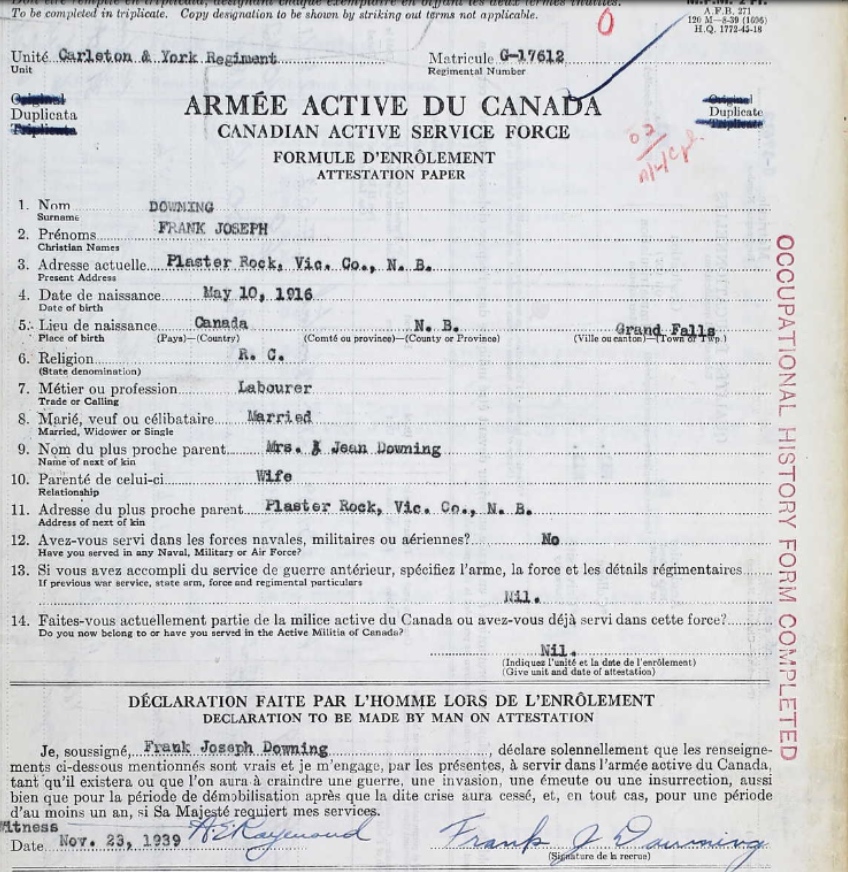 To be completed in triplicate. Copy designation to be shown by striking out terms not applicable.
A.F.B. 271
120 M—8-39 (1696)
H.Q. 1772-45-18
Unité Carleton & York Regiment Matricule G-17612
Unit Regimental Number
Original Original
Duplicata Duplicate
Triplicata Triplicate
ARMÉE ACTIVE DU CANADA
CANADIAN ACTIVE SERVICE FORCE
FORMULE D'ENRÔLEMENT
ATTESTATION PAPER
1. Nom DOWNING
Surname
2. Prénoms FRANK JOSEPH
Christian Names
3. Adresse actuelle Plaster Rock, Vic. Co., N. B.
Present Address
4. Date de naissance May 10, 1916
Date of birth
5. Lieu de naissance Canada N. B. Grand Falls
Place of birth (Pays)—(Country) (Comté ou province)—(County or Province) (Ville ou canton)—(Town or Twp.)
6. Religion R. C.
(State denomination)
7. Métier ou profession Labourer
Trade or Calling
8. Marié, veuf ou célibataire Married
Married, Widower or Single
9. Nom du plus proche parent Mrs. Jean Downing
Name of next of kin
10. Parenté de celui-ci Wife
Relationship
11. Adresse du plus proche parent Plaster Rock, Vic. Co., N. B.
Address of next of kin
12. Avez-vous servi dans les forces navales, militaires ou aériennes? No
Have you served in any Naval, Military or Air Force?
13. Si vous avez accompli du service de guerre antérieur, spécifiez l'arme, la force et les détails régimentaires
If previous war service, state arm, force and regimental particulars
Nil.
14. Faites-vous actuellement partie de la milice active du Canada ou avez-vous déjà servi dans cette force?
Do you now belong to or have you served in the Active Militia of Canada?
Nil.
(Indiquez l'unité et la date de l'enrôlement)
(Give unit and date of attestation)
OCCUPATIONAL HISTORY FORM COMPLETED
DÉCLARATION FAITE PAR L'HOMME LORS DE L'ENRÔLEMENT
DECLARATION TO BE MADE BY MAN ON ATTESTATION
Je, soussigné, Frank Joseph Downing, déclare solennellement que les renseigne-
ments ci-dessous mentionnés sont vrais et je m'engage, par les présentes, à servir dans l'armée active du Canada,
tant qu'il existera ou que l'on aura à craindre une guerre, une invasion, une émeute ou une insurrection, aussi
bien que pour la période de démobilisation après que la dite crise aura cessé, et, en tout cas, pour une période
d'au moins un an, si Sa Majesté requiert mes services.
itness
Date Nov. 23, 1939 Frank J Downing
(Signature de la recrue)